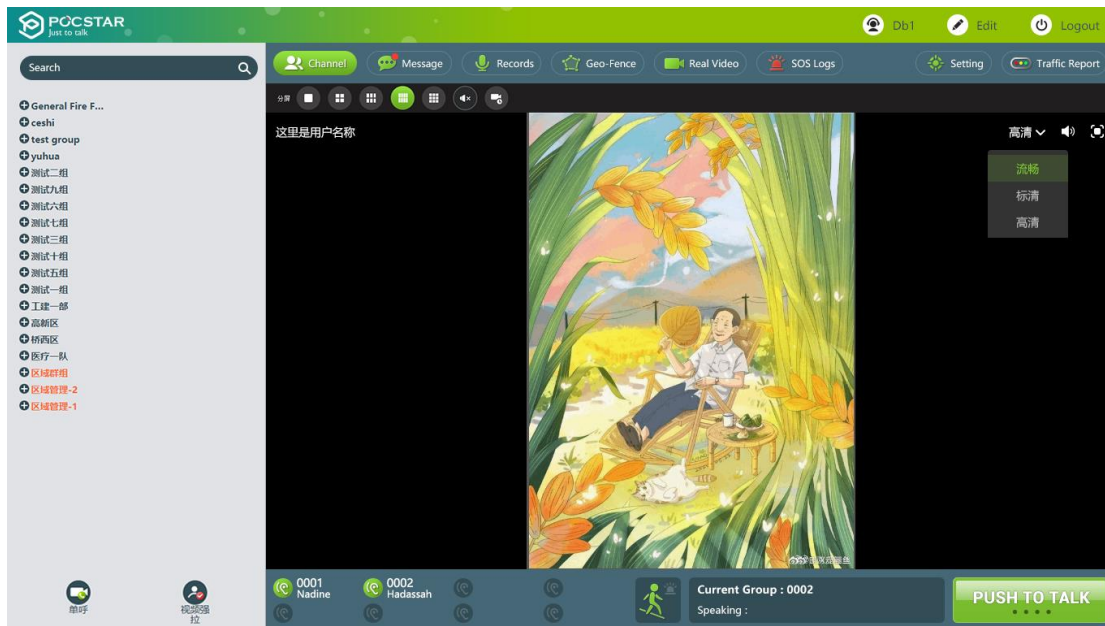 POCSTAR
Just to talk
Db1
Edit
Logout
Search
Channel
Message
Records
Geo-Fence
Real Video
SOS Logs
Setting
Traffic Report
分屏
General Fire F...
ceshi
test group
yuhua
测试二组
测试九组
测试六组
测试七组
测试三组
测试十组
测试五组
测试一组
工建一部
高新区
桥西区
医疗一队
区域群组
区域管理-2
区域管理-1
单呼
视频强
拉
这里是用户名称
高清
流畅
标清
高清
0001
Nadine
0002
Hadassah
Current Group : 0002
Speaking :
PUSH TO TALK